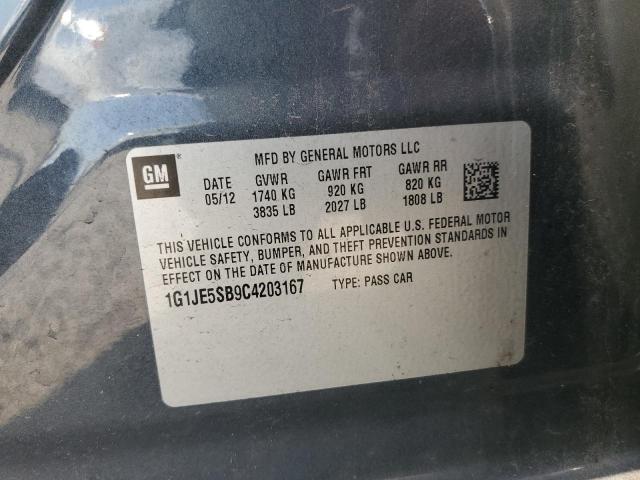 MFD BY GENERAL MOTORS LLC
GM
DATE GVWR GAWR FRT GAWR RR
05/12 1740 KG 920 KG 820 KG
3835 LB 2027 LB 1808 LB
THIS VEHICLE CONFORMS TO ALL APPLICABLE U.S. FEDERAL MOTOR
VEHICLE SAFETY, BUMPER, AND THEFT PREVENTION STANDARDS IN
EFFECT ON THE DATE OF MANUFACTURE SHOWN ABOVE.
1G1JE5SB9C4203167 TYPE: PASS CAR